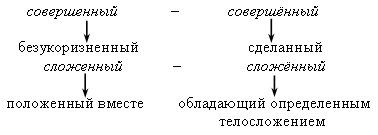 совершенный – совершённый
безукоризненный сделанный
сложенный – сложённый
положенный вместе обладающий определенным
телосложением